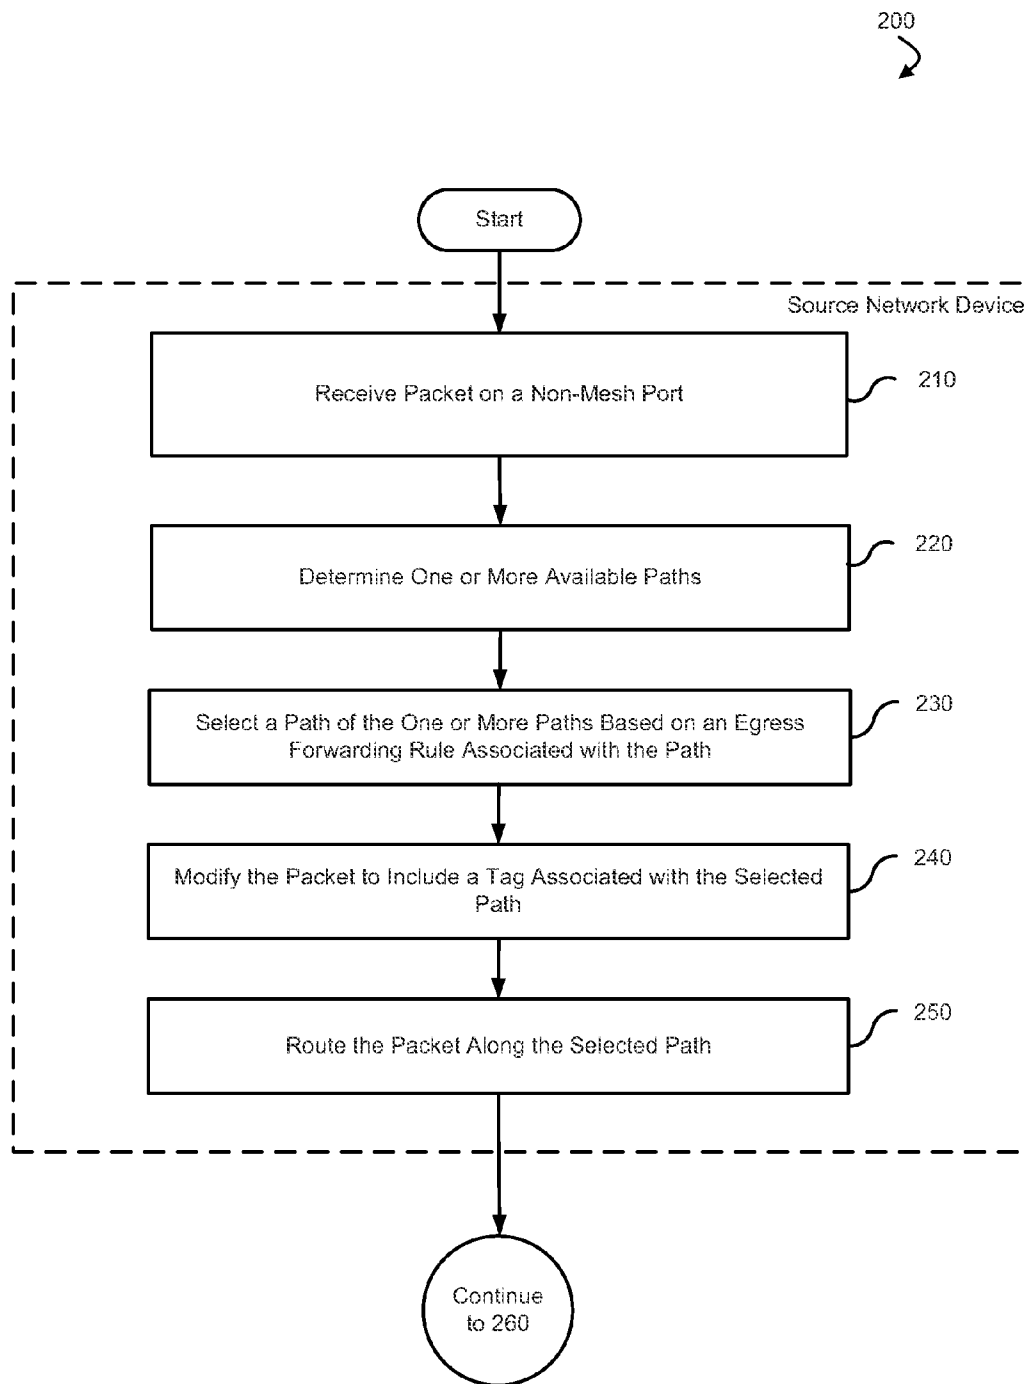 200
Start
Source Network Device
Receive Packet on a Non-Mesh Port
210
Determine One or More Available Paths
220
Select a Path of the One or More Paths Based on an Egress
Forwarding Rule Associated with the Path
230
Modify the Packet to Include a Tag Associated with the Selected
Path
240
Route the Packet Along the Selected Path
250
Continue
to 260